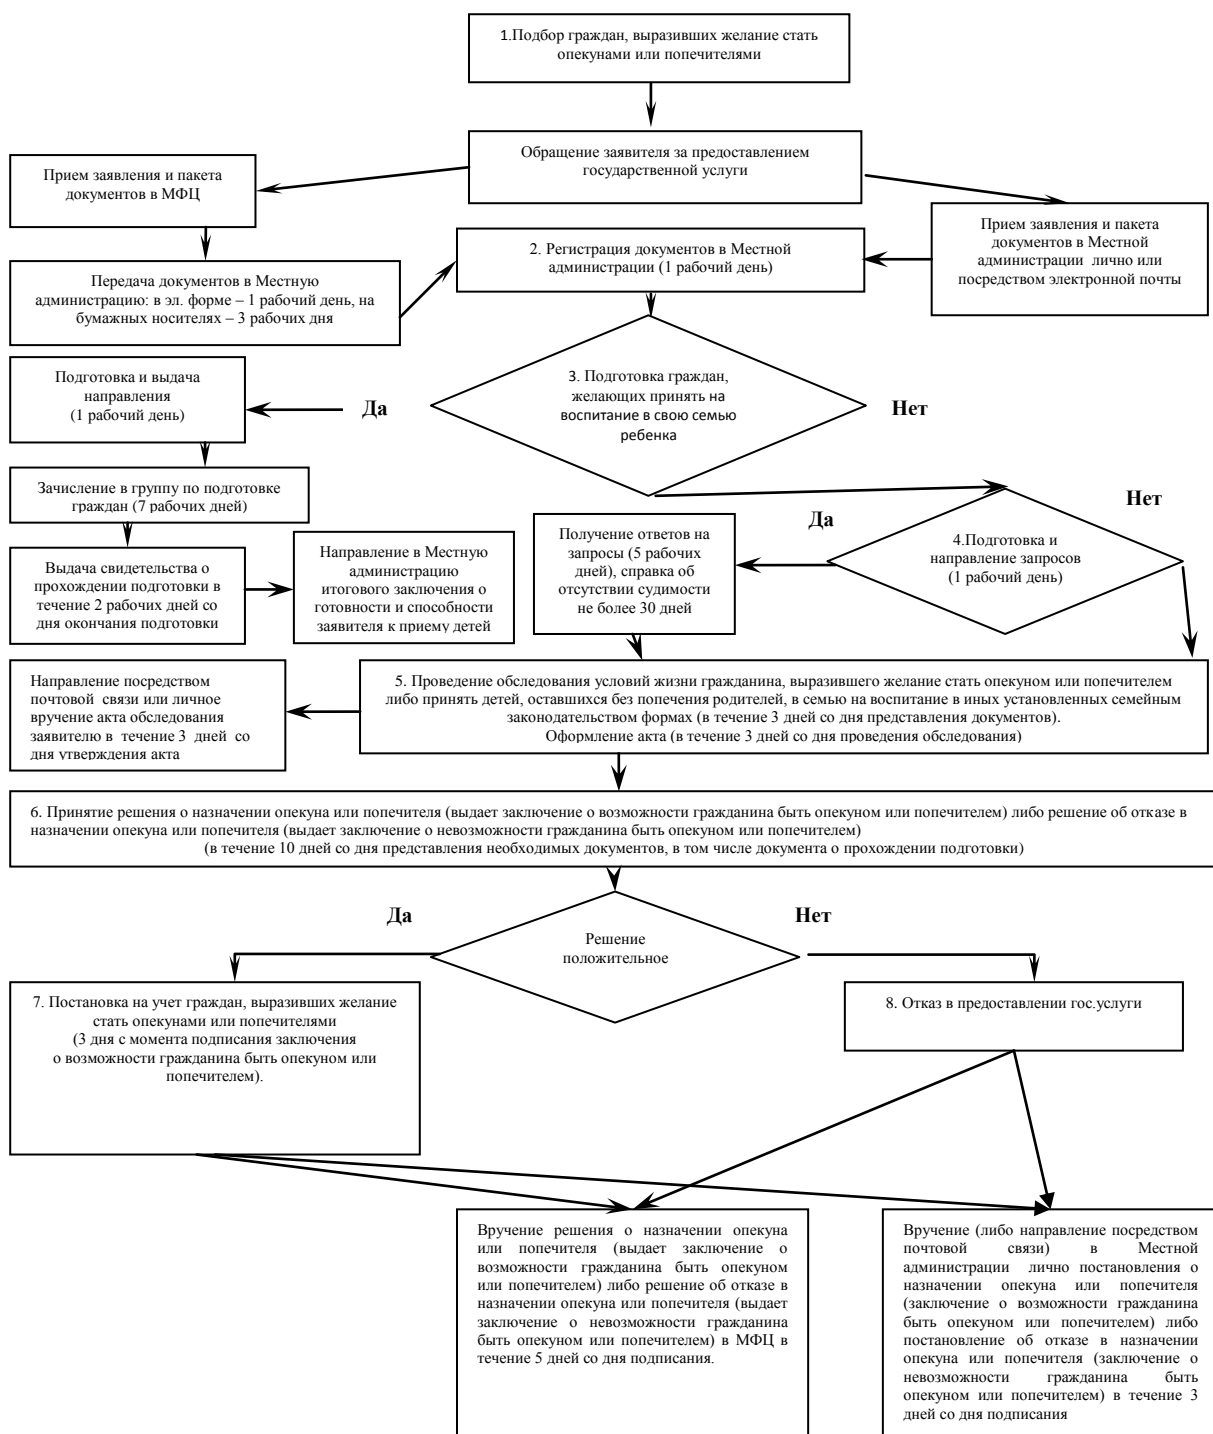 1.Подбор граждан, выразивших желание стать
опекунами или попечителями
Обращение заявителя за предоставлением
государственной услуги
Прием заявления и пакета
документов в МФЦ
Прием заявления и пакета
документов в Местной
администрации лично или
посредством электронной почты
2. Регистрация документов в Местной
администрации (1 рабочий день)
Передача документов в Местную
администрацию: в эл. форме – 1 рабочий день, на
бумажных носителях – 3 рабочих дня
3. Подготовка граждан,
желающих принять на
воспитание в свою семью
ребенка
Да
Нет
Подготовка и выдача
направления
(1 рабочий день)
Зачисление в группу по подготовке
граждан (7 рабочих дней)
Выдача свидетельства о
прохождении подготовки в
течение 2 рабочих дней со
дня окончания подготовки
Направление в Местную
администрацию
итогового заключения о
готовности и способности
заявителя к приему детей
Получение ответов на
запросы (5 рабочих
дней), справка об
отсутствии судимости
не более 30 дней
Да
Нет
4.Подготовка и
направление запросов
(1 рабочий день)
Направление посредством
почтовой связи или личное
вручение акта обследования
заявителю в течение 3 дней со
дня утверждения акта
5. Проведение обследования условий жизни гражданина, выразившего желание стать опекуном или попечителем
либо принять детей, оставшихся без попечения родителей, в семью на воспитание в иных установленных семейным
законодательством формах (в течение 3 дней со дня представления документов).
Оформление акта (в течение 3 дней со дня проведения обследования)
6. Принятие решения о назначении опекуна или попечителя (выдает заключение о возможности гражданина быть опекуном или попечителем) либо решение об отказе в
назначении опекуна или попечителя (выдает заключение о невозможности гражданина быть опекуном или попечителем)
(в течение 10 дней со дня представления необходимых документов, в том числе документа о прохождении подготовки)
Да
Нет
Решение
положительное
7. Постановка на учет граждан, выразивших желание
стать опекунами или попечителями
(3 дня с момента подписания заключения
о возможности гражданина быть опекуном или
попечителем).
8. Отказ в предоставлении гос.услуги
Вручение решения о назначении опекуна
или попечителя (выдает заключение о
возможности гражданина быть опекуном
или попечителем) либо решение об отказе в
назначении опекуна или попечителя (выдает
заключение о невозможности гражданина
быть опекуном или попечителем) в МФЦ в
течение 5 дней со дня подписания.
Вручение (либо направление посредством
почтовой связи) в Местной
администрации лично постановления о
назначении опекуна или попечителя
(заключение о возможности гражданина
быть опекуном или попечителем) либо
постановление об отказе в назначении
опекуна или попечителя (заключение о
невозможности гражданина быть
опекуном или попечителем) в течение 3
дней со дня подписания